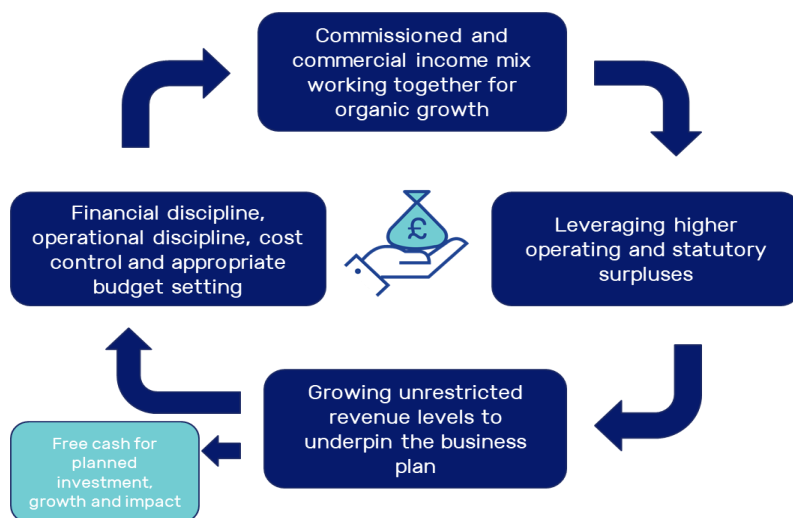 Commissioned and
commercial income mix
working together for
organic growth
Financial discipline,
operational discipline, cost
control and appropriate
budget setting
£
Leveraging higher
operating and statutory
surpluses
Growing unrestricted
revenue levels to
underpin the business
plan
Free cash for
planned
investment,
growth and impact